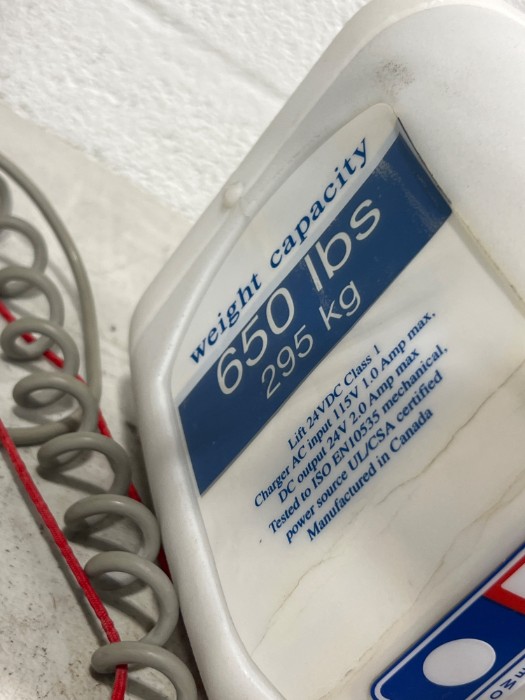 weight capacity
650 lbs
295 kg
Lift 24VDC Class 1
Charger AC input 115V 1.0 Amp max,
DC output 24V 2.0 Amp max
Tested to ISO EN10535 mechanical,
power source UL/CSA certified
Manufactured in Canada